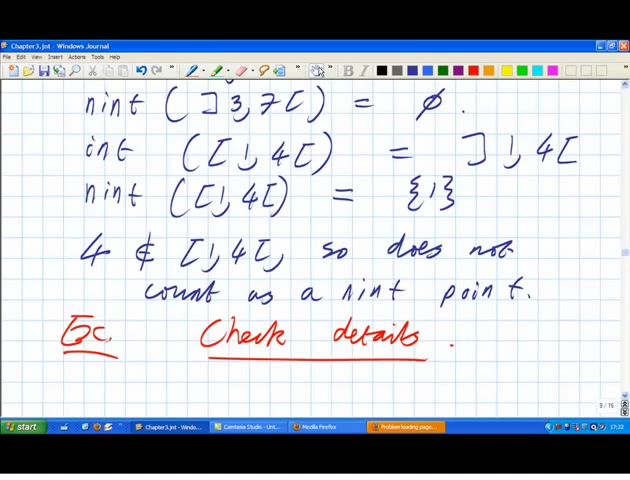 Chapter3.jnt - Windows Journal
File Edit View Insert Actions Tools Help
B I
nint (]3,7[) = ∅.
int ([1,4[) = ]1,4[
nint ([1,4[) = {1}
4 ∉ [1,4[, so does not
count as a nint point.
Ex. Check details.
9 / 16
start Chapter3.jnt - Windo... Camtasia Studio - Unt... Mozilla Firefox Problem loading page... 17:32